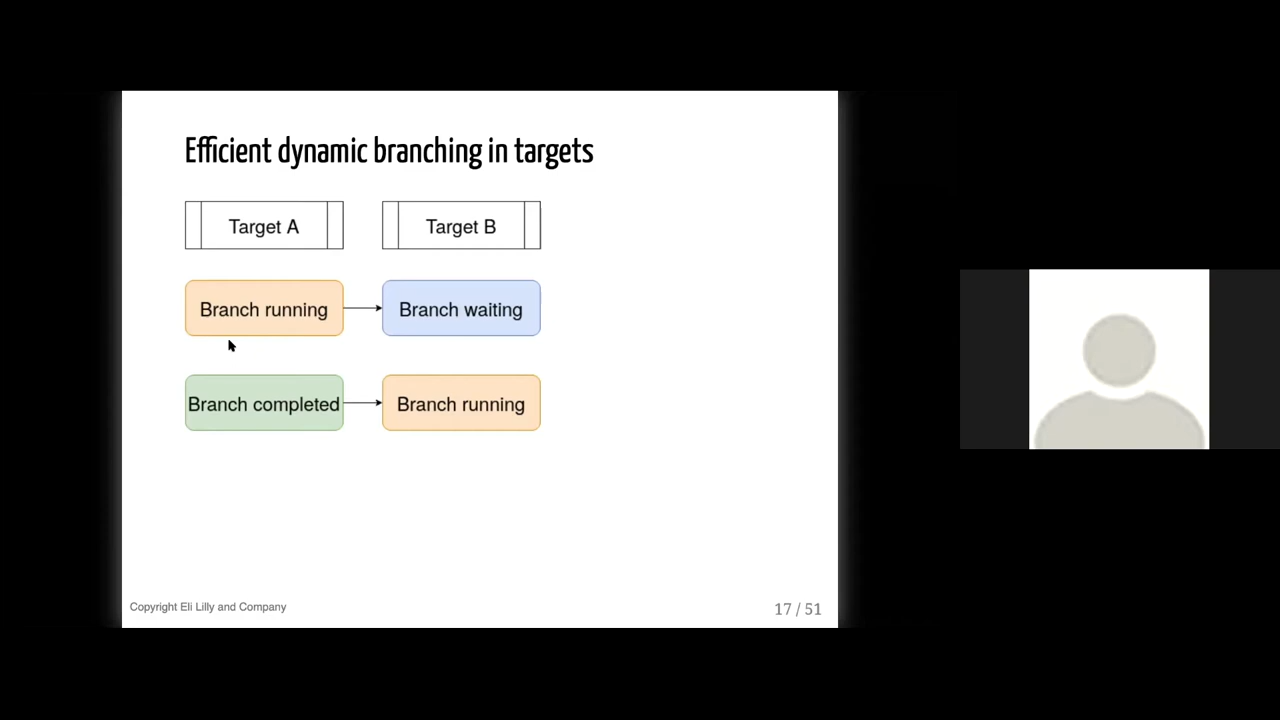 Efficient dynamic branching in targets
Target A
Target B
Branch running
Branch waiting
Branch completed
Branch running
Copyright Eli Lilly and Company
17 / 51